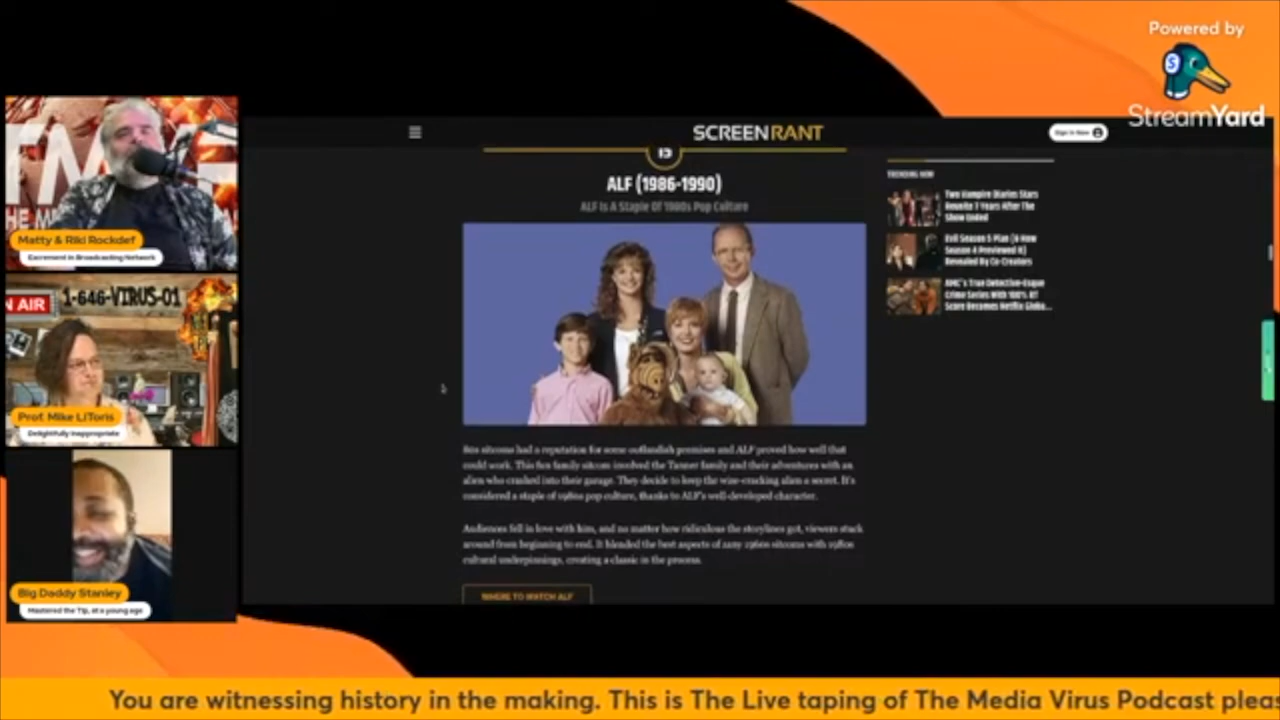 Powered by
StreamYard
SCREENRANT
Sign In Now
ALF (1986-1990)
ALF Is A Staple Of 1980s Pop Culture
TRENDING NOW
Two Vampire Diaries Stars
Reunite 7 Years After The
Show Ended
Evil Season 5 Plan (& How
Season 4 Previewed It)
Revealed By Co-Creators
AMC's True Detective-Esque
Crime Series With 100% RT
Score Becomes Netflix Globa...
80s sitcoms had a reputation for some outlandish premises and ALF proved how well that
could work. This fun family sitcom involved the Tanner family and their adventures with an
alien who crashed into their garage. They decide to keep the wise-cracking alien a secret. It's
considered a staple of 1980s pop culture, thanks to ALF's well-developed character.
Audiences fell in love with him, and no matter how ridiculous the storylines got, viewers stuck
around from beginning to end. It blended the best aspects of zany 1960s sitcoms with 1980s
cultural underpinnings, creating a classic in the process.
WHERE TO WATCH ALF
Matty & Riki Rockdef
Excrement in Broadcasting Network
N AIR
1-646-VIRUS-01
Prof. Mike LiToris
Delightfully Inappropriate
Big Daddy Stanley
Mastered the Tip, at a young age
You are witnessing history in the making. This is The Live taping of The Media Virus Podcast pleas